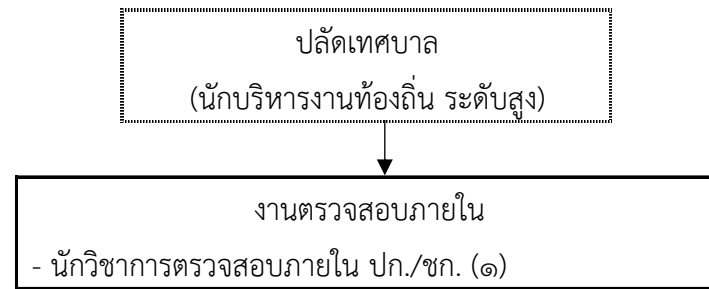 ปลัดเทศบาล
(นักบริหารงานท้องถิ่น ระดับสูง)
งานตรวจสอบภายใน
- นักวิชาการตรวจสอบภายใน ปก./ชก. (๑)